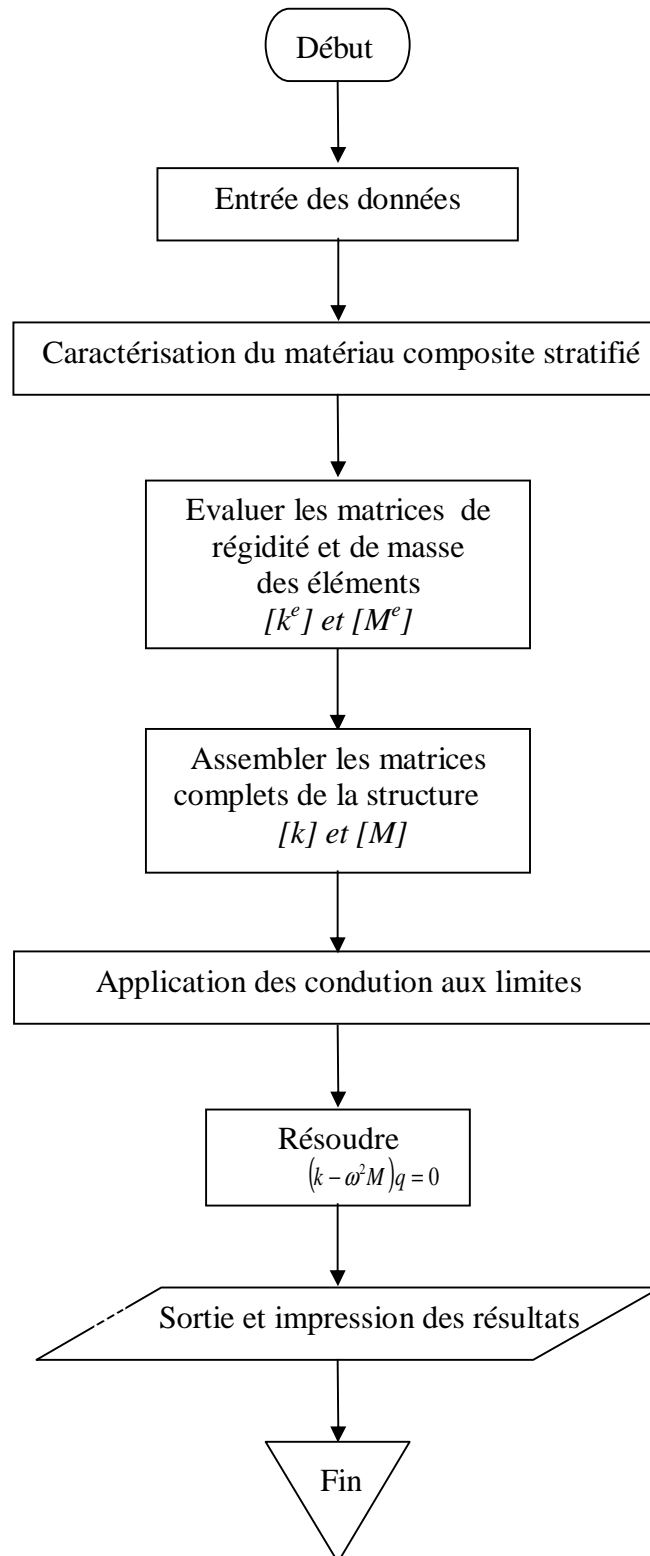 Début
Entrée des données
Caractérisation du matériau composite stratifié
Evaluer les matrices de
régidité et de masse
des éléments
[k^e] et [M^e]
Assembler les matrices
complets de la structure
[k] et [M]
Application des condution aux limites
Résoudre
(k − ω²M)q = 0
Sortie et impression des résultats
Fin